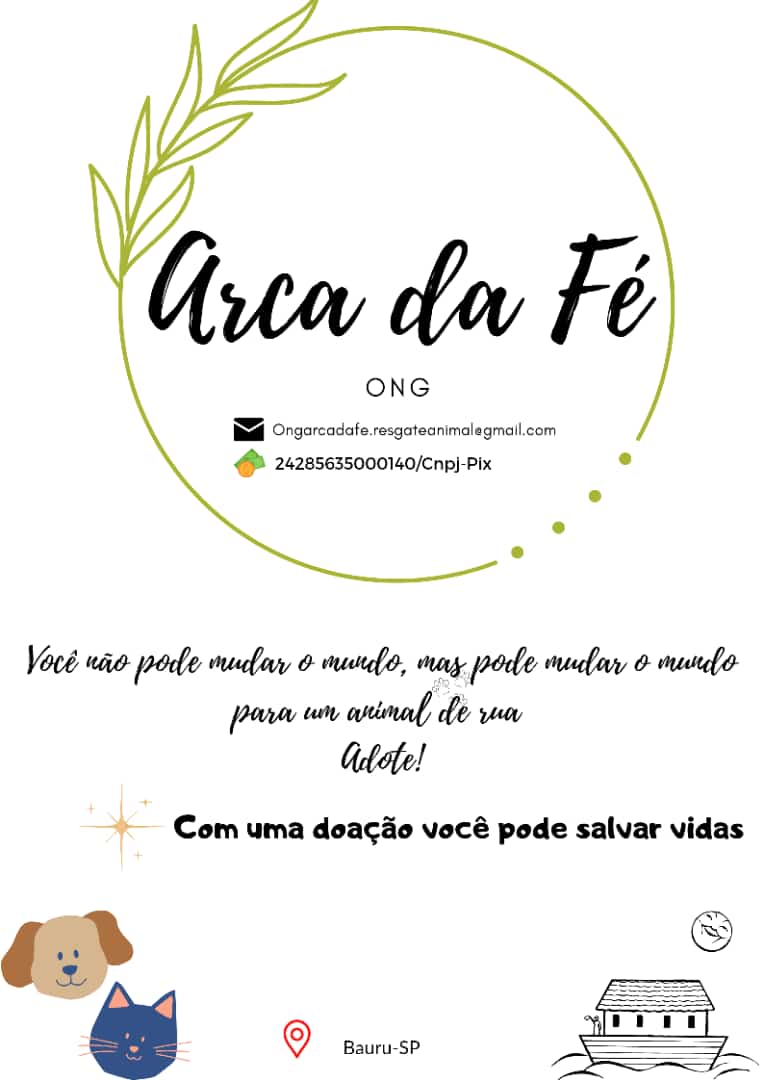 Arca da Fé
ONG
Ongarcadafe.resgateanimal@gmail.com
24285635000140/Cnpj-Pix
Você não pode mudar o mundo, mas pode mudar o mundo
para um animal de rua
Adote!
Com uma doação você pode salvar vidas
Bauru-SP